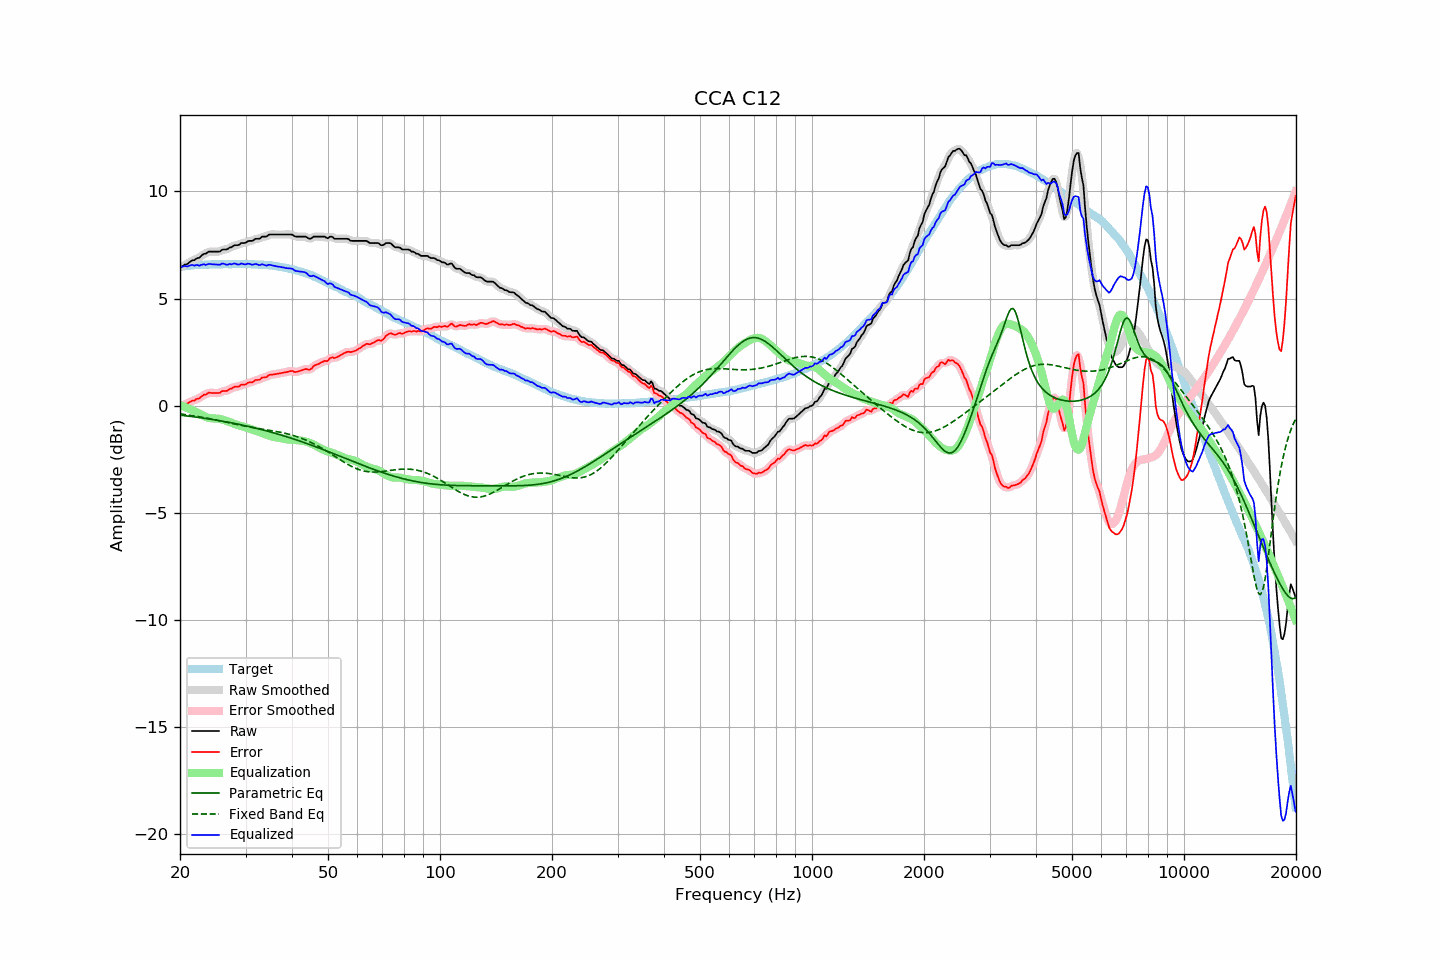 CCA C12
Amplitude (dBr)
10
5
0
−5
−10
−15
−20
Target
Raw Smoothed
Error Smoothed
Raw
Error
Equalization
Parametric Eq
Fixed Band Eq
Equalized
20 50 100 200 500 1000 2000 5000 10000 20000
Frequency (Hz)